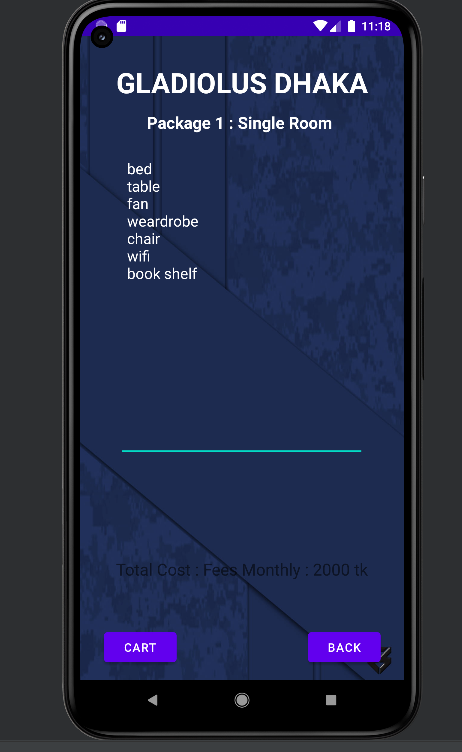 11:18
GLADIOLUS DHAKA
Package 1 : Single Room
bed
table
fan
weardrobe
chair
wifi
book shelf
Total Cost : Fees Monthly : 2000 tk
CART
BACK